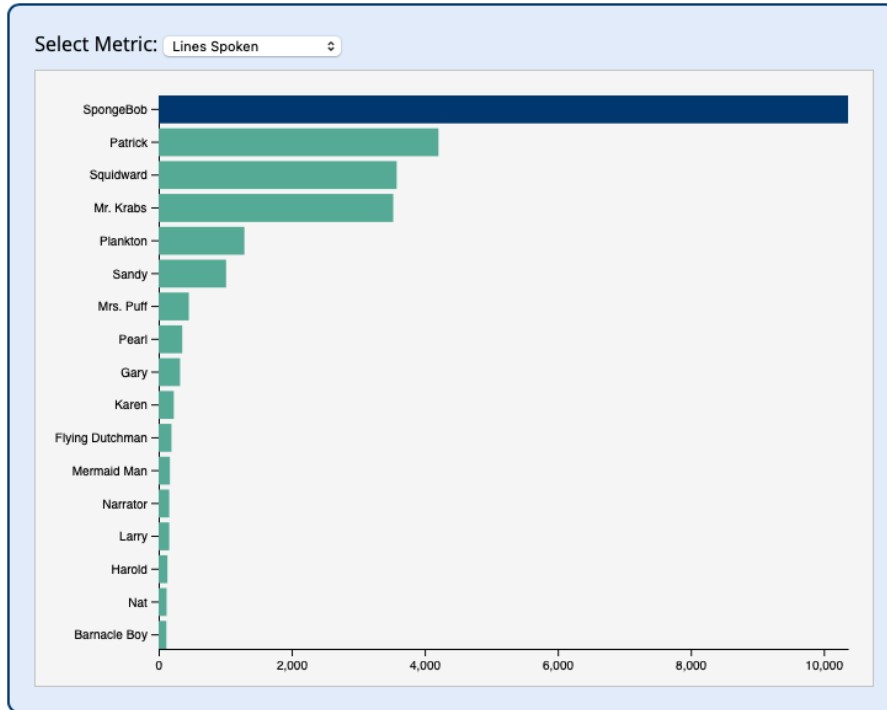 Select Metric: Lines Spoken
SpongeBob
Patrick
Squidward
Mr. Krabs
Plankton
Sandy
Mrs. Puff
Pearl
Gary
Karen
Flying Dutchman
Mermaid Man
Narrator
Larry
Harold
Nat
Barnacle Boy
0 2,000 4,000 6,000 8,000 10,000